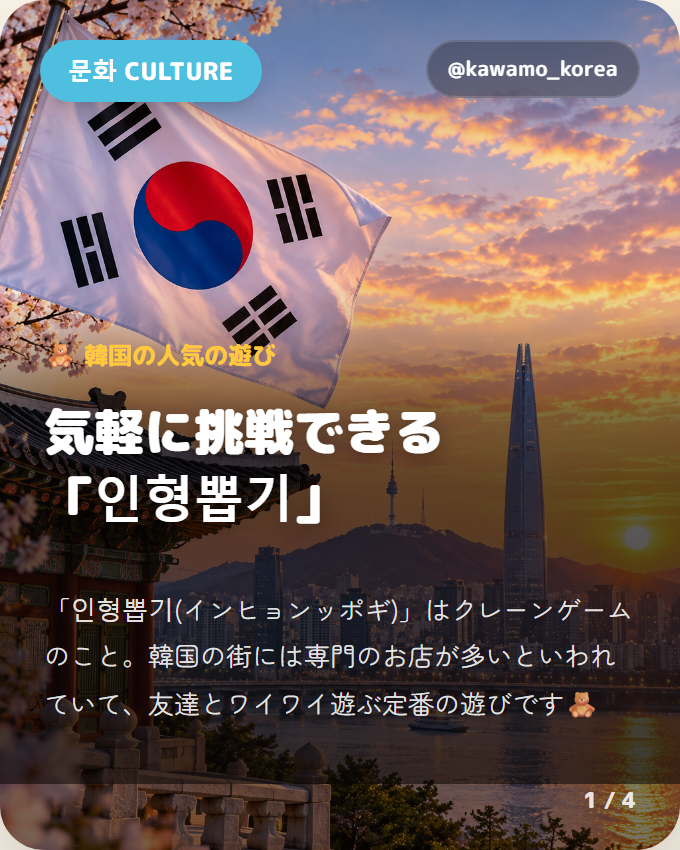 문화 CULTURE
@kawamo_korea
🧸 韓国の人気の遊び
気軽に挑戦できる
「인형뽑기」
「인형뽑기(インヒョンッポギ)」はクレーンゲーム
のこと。韓国の街には専門のお店が多いといわれ
ていて、友達とワイワイ遊ぶ定番の遊びです🧸
1 / 4